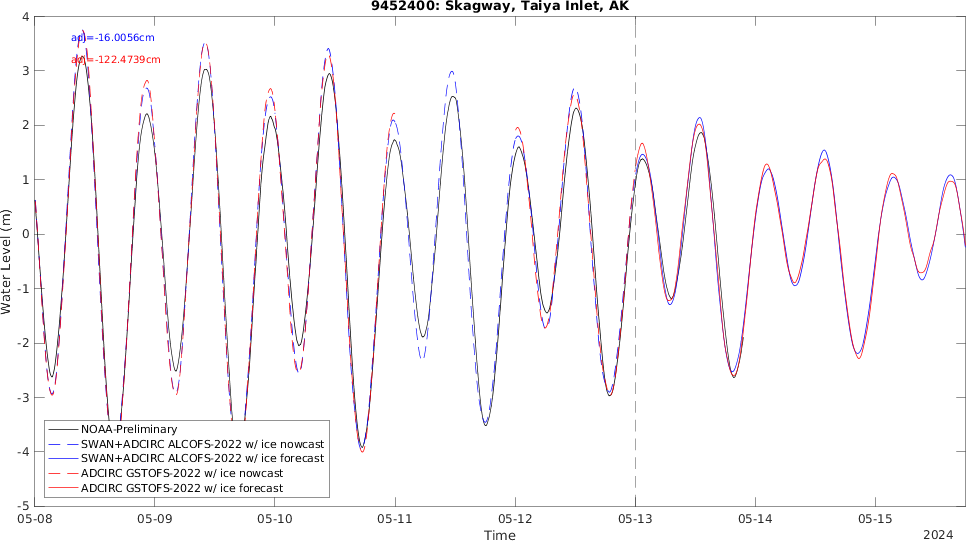 9452400: Skagway, Taiya Inlet, AK
adj=-16.0056cm
adj=-122.4739cm
4
3
2
1
0
-1
-2
-3
-4
-5
Water Level (m)
NOAA-Preliminary
SWAN+ADCIRC ALCOFS-2022 w/ ice nowcast
SWAN+ADCIRC ALCOFS-2022 w/ ice forecast
ADCIRC GSTOFS-2022 w/ ice nowcast
ADCIRC GSTOFS-2022 w/ ice forecast
05-08 05-09 05-10 05-11 05-12 05-13 05-14 05-15
Time
2024